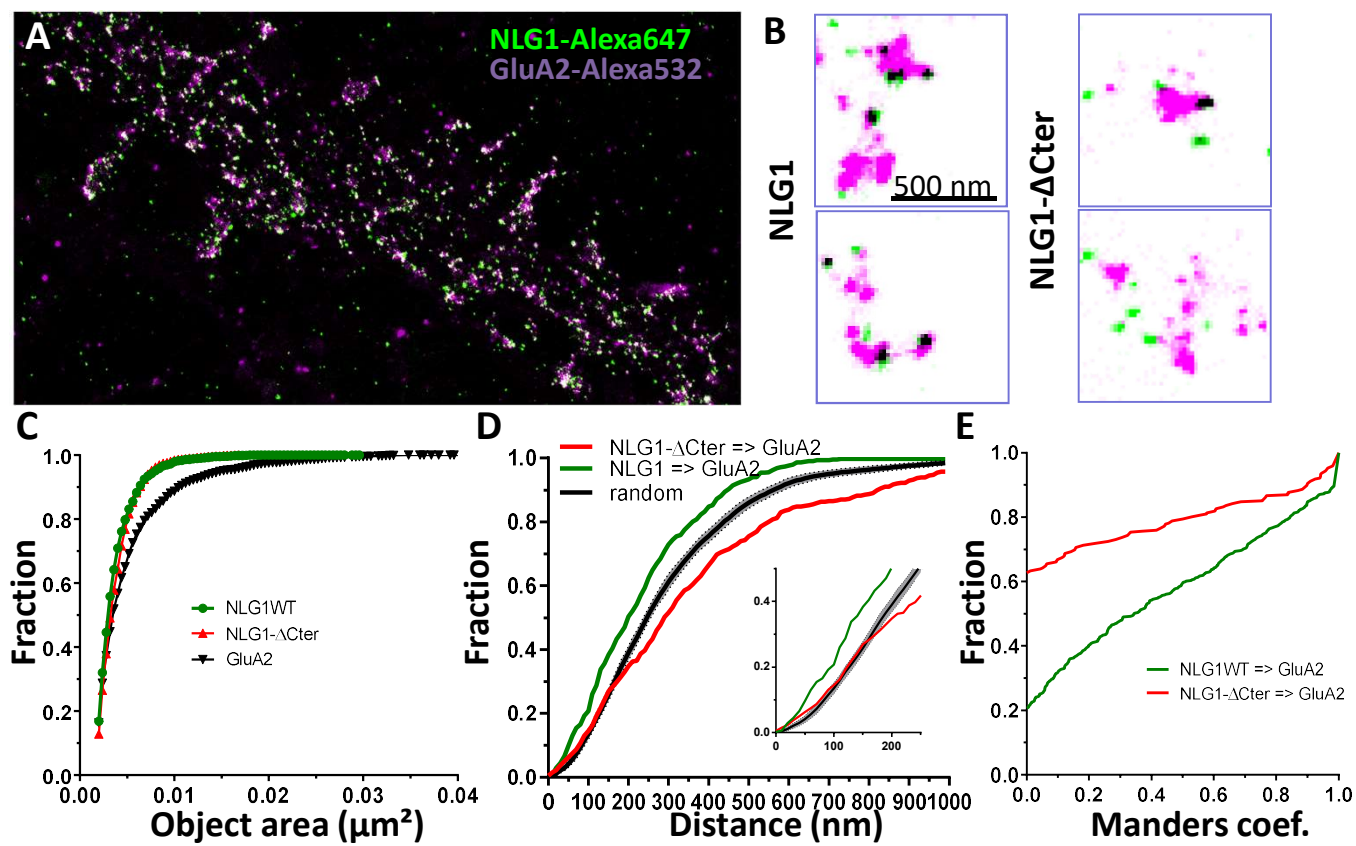 A
NLG1-Alexa647
GluA2-Alexa532
B
NLG1
500 nm
NLG1-ΔCter
C
Fraction
1.0
0.8
0.6
0.4
0.2
0.0
NLG1WT
NLG1-ΔCter
GluA2
0.00 0.01 0.02 0.03 0.04
Object area (µm²)
D
NLG1-ΔCter => GluA2
NLG1 => GluA2
random
Fraction
1.0
0.8
0.6
0.4
0.2
0.0
0.4
0.2
0.0
0 100 200
0 100 200 300 400 500 600 700 800 900 1000
Distance (nm)
E
Fraction
1.0
0.8
0.6
0.4
0.2
0.0
NLG1WT => GluA2
NLG1-ΔCter => GluA2
0.0 0.2 0.4 0.6 0.8 1.0
Manders coef.